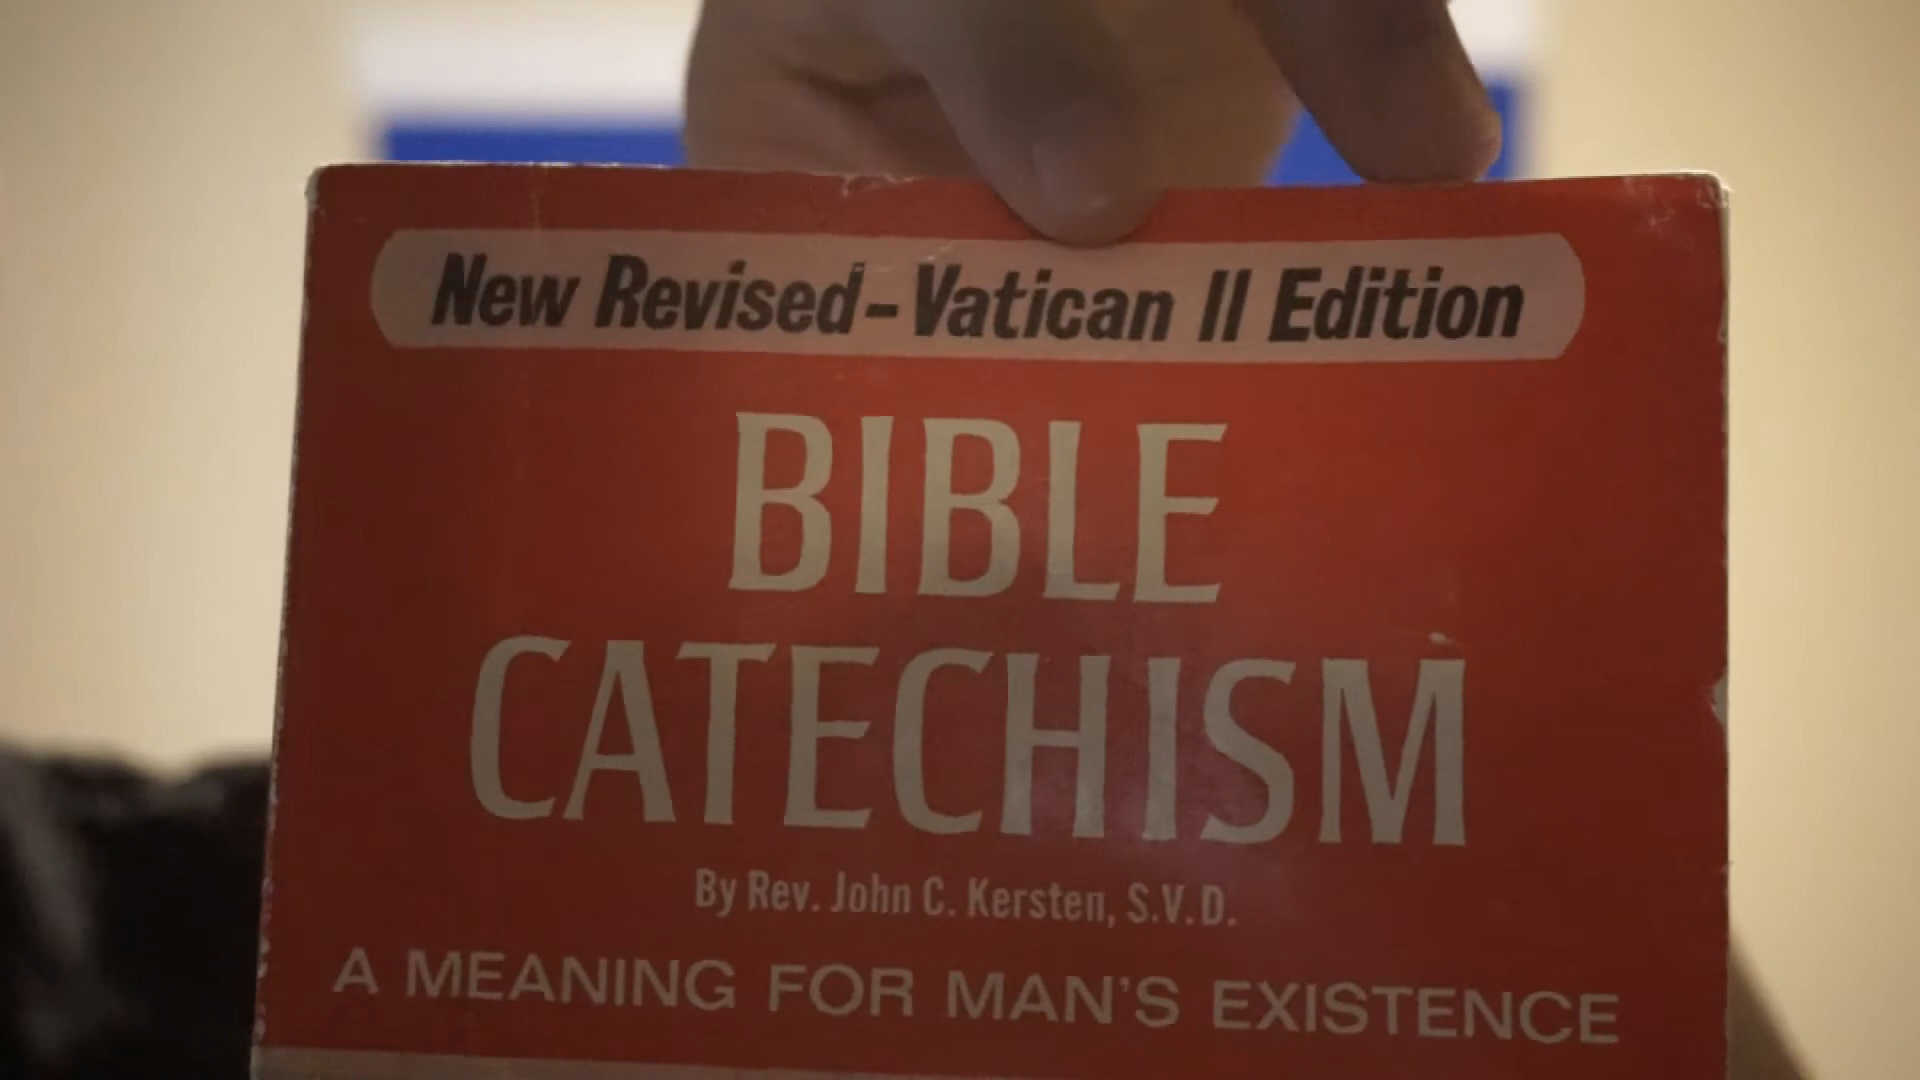 New Revised-Vatican II Edition
BIBLE
CATECHISM
By Rev. John C. Kersten, S.V.D.
A MEANING FOR MAN'S EXISTENCE